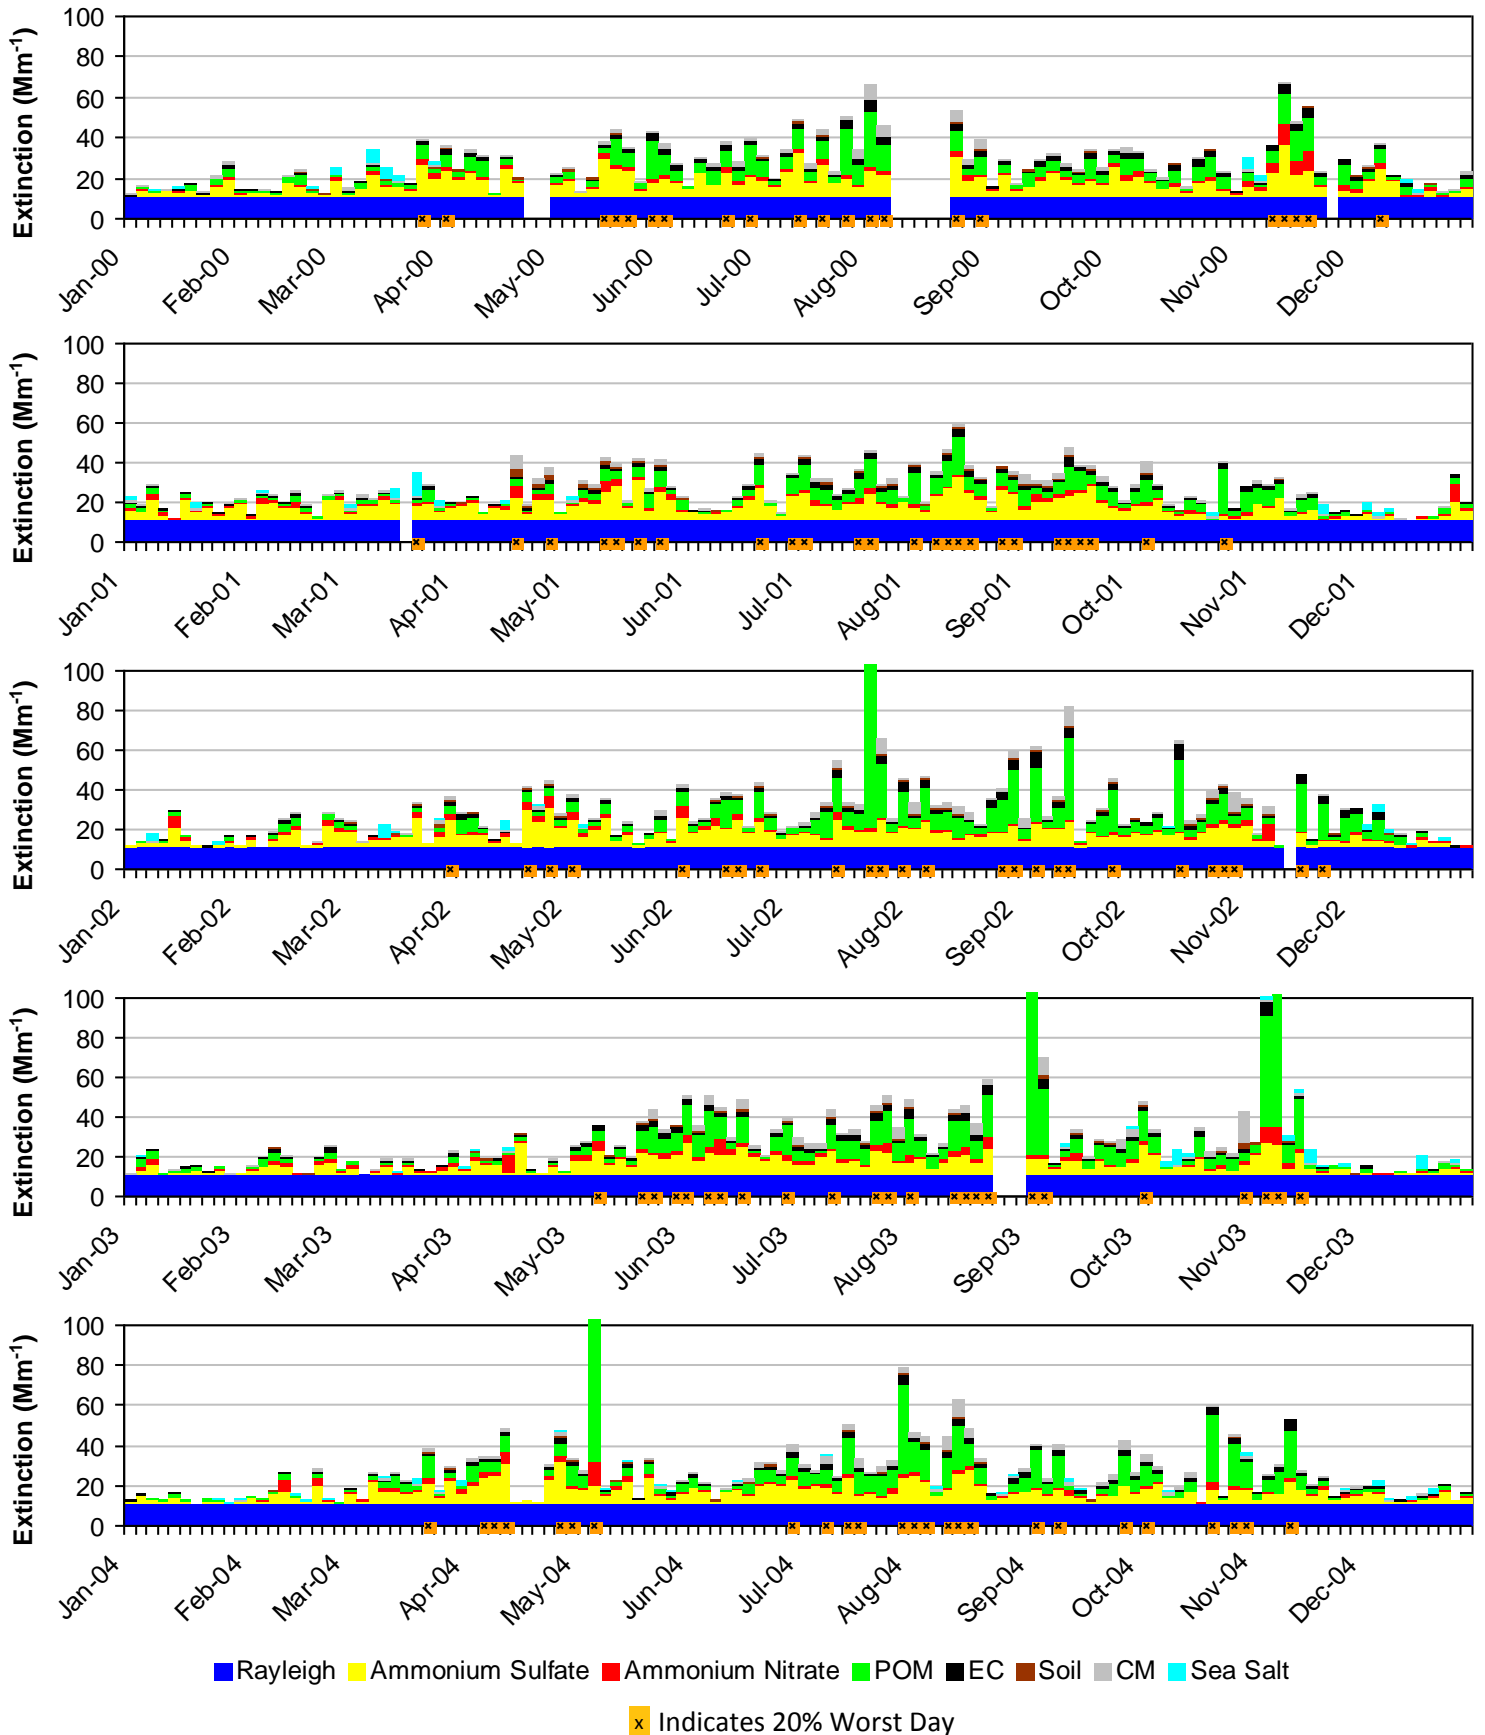 Extinction (Mm-1)
100
80
60
40
20
0
Jan-00 Feb-00 Mar-00 Apr-00 May-00 Jun-00 Jul-00 Aug-00 Sep-00 Oct-00 Nov-00 Dec-00
Extinction (Mm-1)
100
80
60
40
20
0
Jan-01 Feb-01 Mar-01 Apr-01 May-01 Jun-01 Jul-01 Aug-01 Sep-01 Oct-01 Nov-01 Dec-01
Extinction (Mm-1)
100
80
60
40
20
0
Jan-02 Feb-02 Mar-02 Apr-02 May-02 Jun-02 Jul-02 Aug-02 Sep-02 Oct-02 Nov-02 Dec-02
Extinction (Mm-1)
100
80
60
40
20
0
Jan-03 Feb-03 Mar-03 Apr-03 May-03 Jun-03 Jul-03 Aug-03 Sep-03 Oct-03 Nov-03 Dec-03
Extinction (Mm-1)
100
80
60
40
20
0
Jan-04 Feb-04 Mar-04 Apr-04 May-04 Jun-04 Jul-04 Aug-04 Sep-04 Oct-04 Nov-04 Dec-04
Rayleigh Ammonium Sulfate Ammonium Nitrate POM EC Soil CM Sea Salt
x Indicates 20% Worst Day